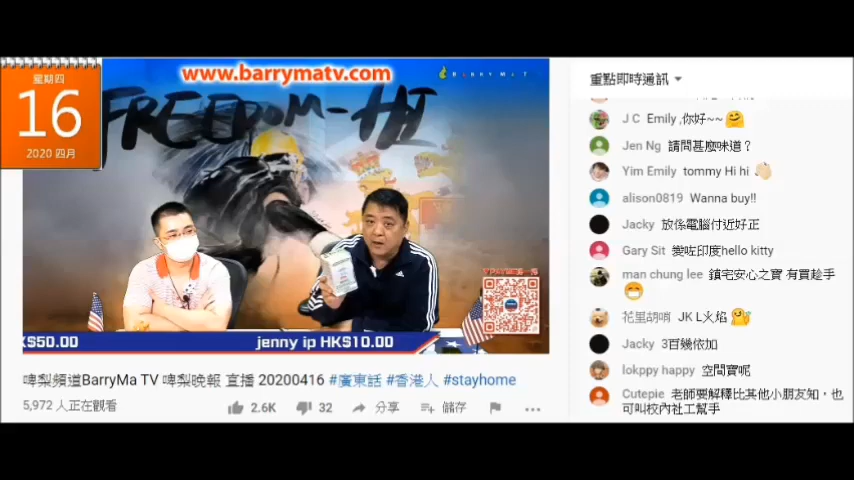 星期四
16
2020 四月
www.barrymatv.com
BARRY MA T
FREEDOM-HI
K$50.00
jenny ip HK$10.00
啤梨頻道BarryMa TV 啤梨晚報 直播 20200416 #廣東話 #香港人 #stayhome
5,972 人正在觀看
2.6K
32
分享
儲存
重點即時通訊
J C Emily ,你好~~
Jen Ng 請問甚麼味道？
Yim Emily tommy Hi hi
alison0819 Wanna buy!!
Jacky 放係電腦付近好正
Gary Sit 變咗印度hello kitty
man chung lee 鎮宅安心之寶 有買趁手
花里胡哨 JK L火焰
Jacky 3百幾依加
lokppy happy 空間寶呢
Cutepie 老師要解釋比其他小朋友知，也
可叫校內社工幫手